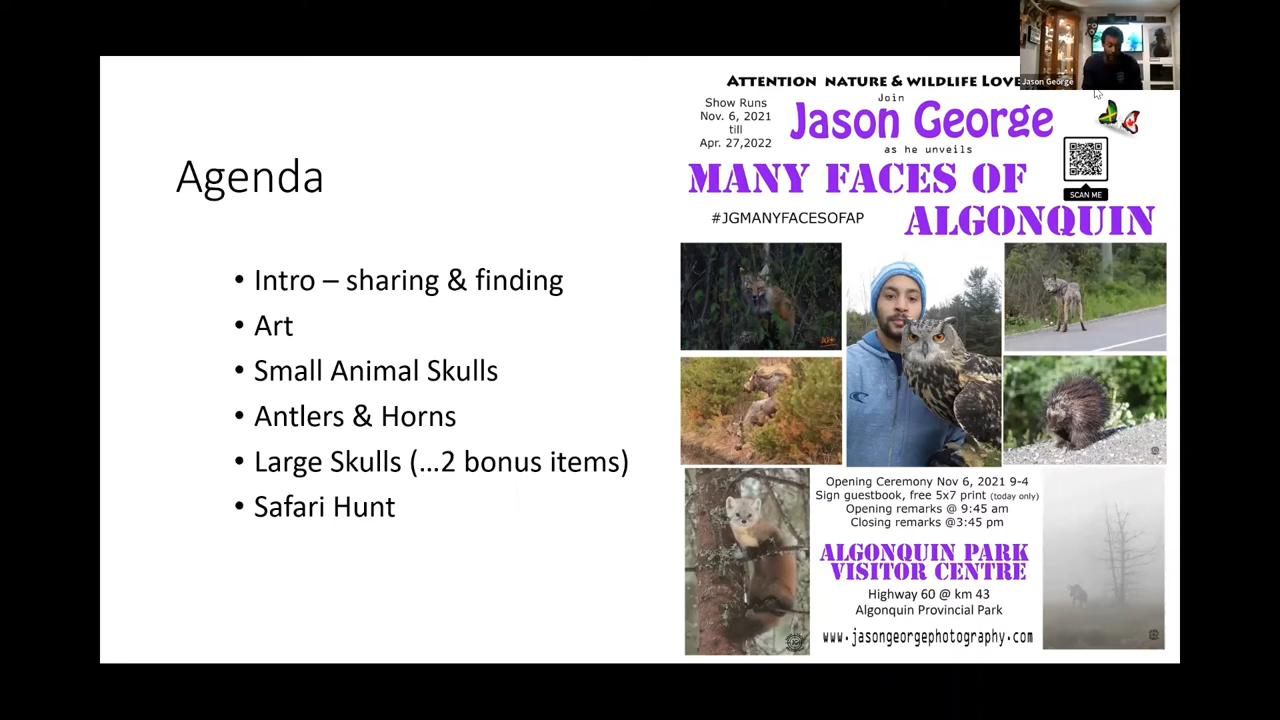 Agenda
• Intro – sharing & finding
• Art
• Small Animal Skulls
• Antlers & Horns
• Large Skulls (…2 bonus items)
• Safari Hunt
ATTENTION NATURE & WILDLIFE
Join
Show Runs
Nov. 6, 2021
till
Apr. 27,2022
Jason George
as he unveils
MANY FACES OF
ALGONQUIN
#JGMANYFACESOFAP
SCAN ME
Opening Ceremony Nov 6, 2021 9-4
Sign guestbook, free 5x7 print (today only)
Opening remarks @ 9:45 am
Closing remarks @3:45 pm
ALGONQUIN PARK
VISITOR CENTRE
Highway 60 @ km 43
Algonquin Provincial Park
www.jasongeorgephotography.com
Jason George